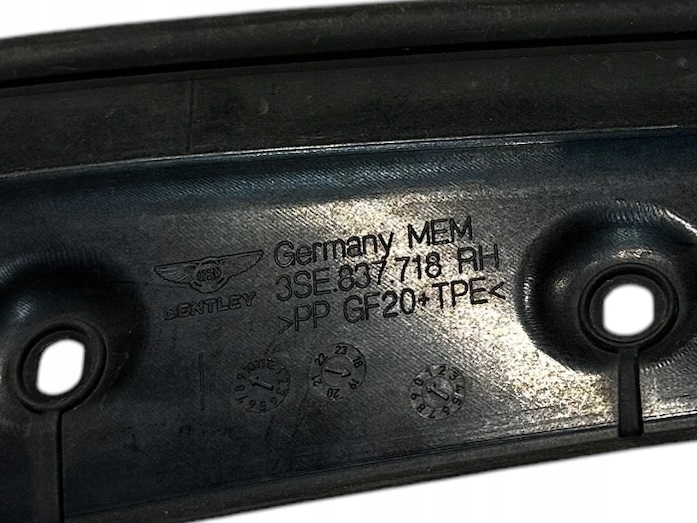 Germany MEM
BENTLEY
3SE.837 718 RH
>PP GF20+TPE<